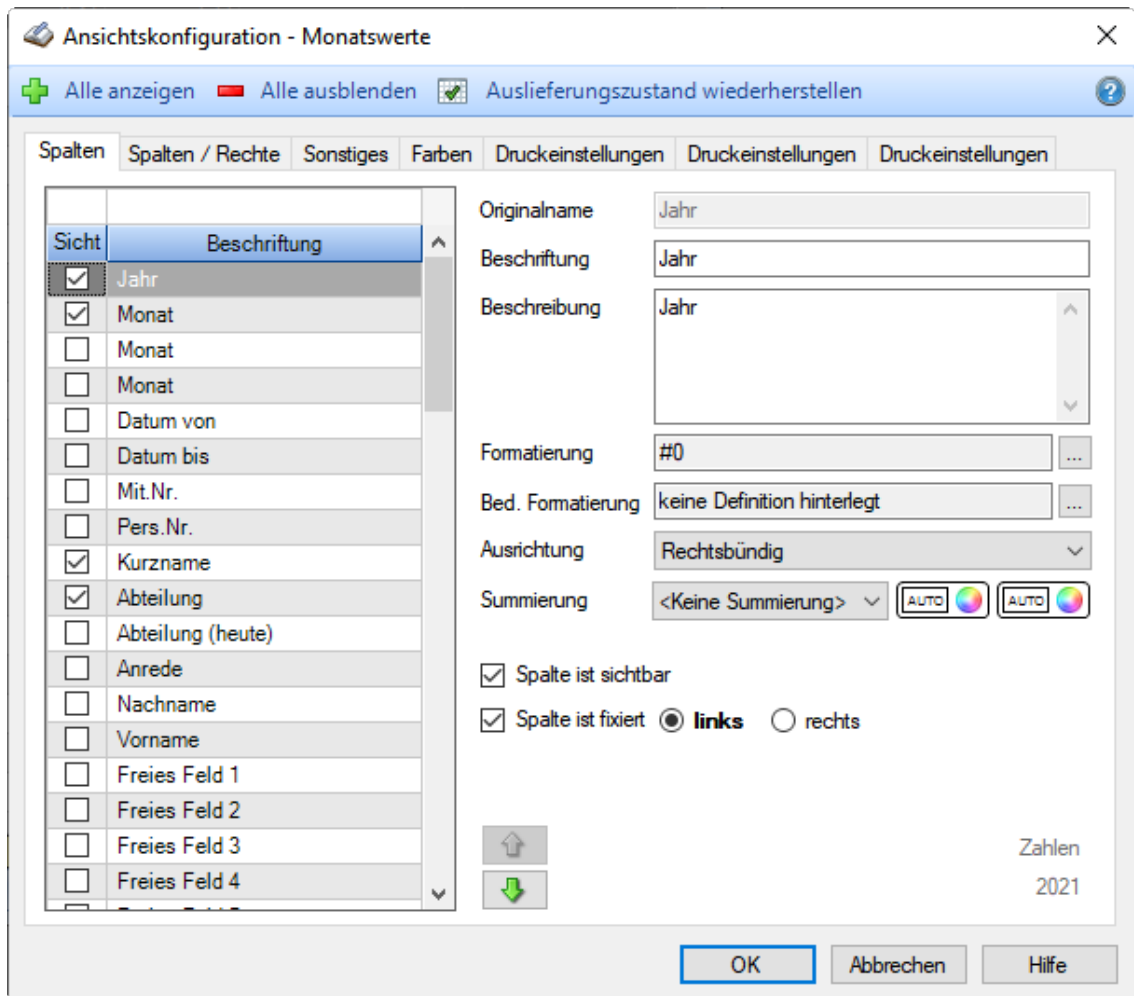 Ansichtskonfiguration - Monatswerte
Alle anzeigen Alle ausblenden Auslieferungszustand wiederherstellen
Spalten Spalten / Rechte Sonstiges Farben Druckeinstellungen Druckeinstellungen Druckeinstellungen
Sicht Beschriftung
Jahr
Monat
Monat
Monat
Datum von
Datum bis
Mit.Nr.
Pers.Nr.
Kurzname
Abteilung
Abteilung (heute)
Anrede
Nachname
Vorname
Freies Feld 1
Freies Feld 2
Freies Feld 3
Freies Feld 4
Originalname Jahr
Beschriftung Jahr
Beschreibung Jahr
Formatierung #0 ...
Bed. Formatierung keine Definition hinterlegt ...
Ausrichtung Rechtsbündig
Summierung <Keine Summierung> AUTO AUTO
Spalte ist sichtbar
Spalte ist fixiert links rechts
Zahlen
2021
OK Abbrechen Hilfe